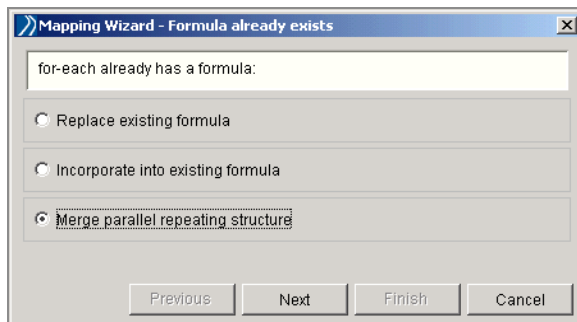 Mapping Wizard - Formula already exists
for-each already has a formula:
Replace existing formula
Incorporate into existing formula
Merge parallel repeating structure
Previous Next Finish Cancel